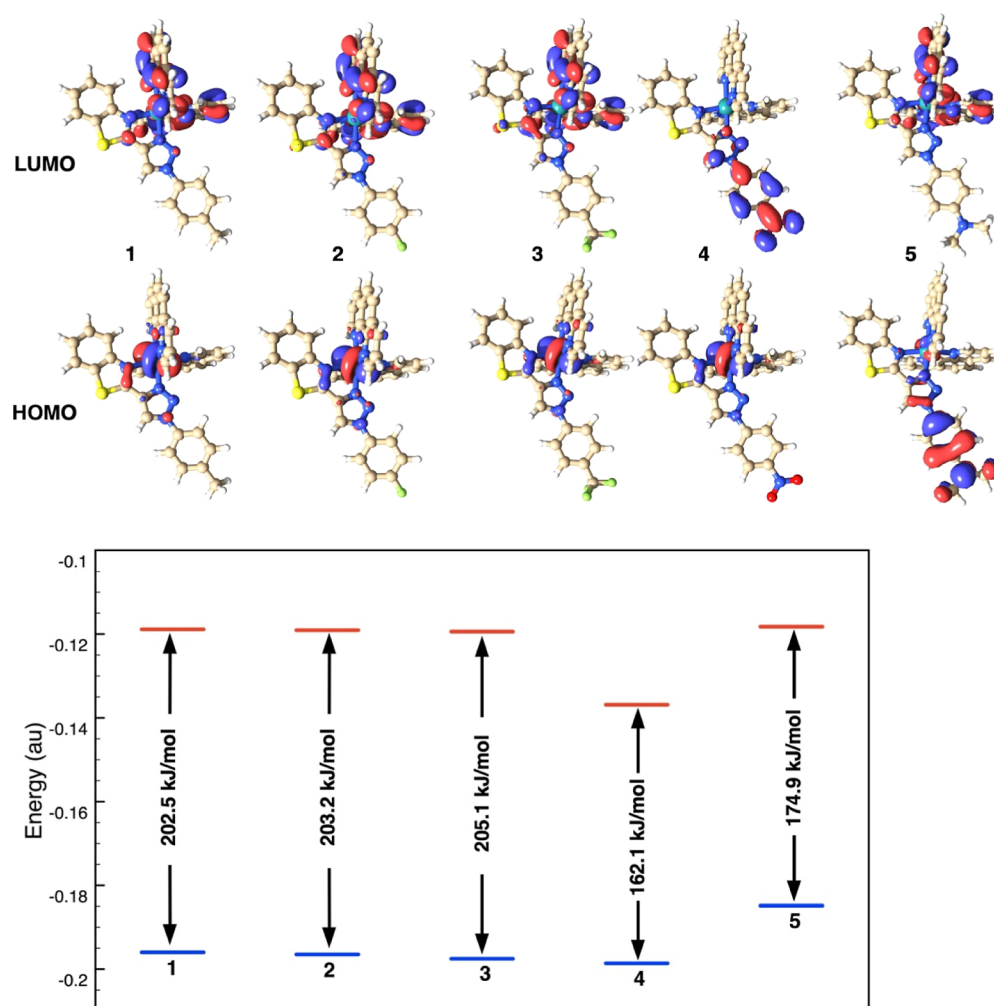 LUMO
1 2 3 4 5
HOMO
-0.1
-0.12
-0.14
-0.16
-0.18
-0.2
Energy (au)
202.5 kJ/mol
203.2 kJ/mol
205.1 kJ/mol
162.1 kJ/mol
174.9 kJ/mol
1 2 3 4 5